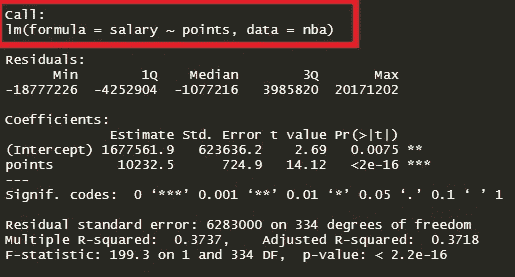 Call:
lm(formula = salary ~ points, data = nba)
Residuals:
Min 1Q Median 3Q Max
-18777226 -4252904 -1077216 3985820 20171202
Coefficients:
Estimate Std. Error t value Pr(>|t|)
(Intercept) 1677561.9 623636.2 2.69 0.0075 **
points 10232.5 724.9 14.12 <2e-16 ***
---
Signif. codes: 0 ‘***’ 0.001 ‘**’ 0.01 ‘*’ 0.05 ‘.’ 0.1 ‘ ’ 1
Residual standard error: 6283000 on 334 degrees of freedom
Multiple R-squared: 0.3737, Adjusted R-squared: 0.3718
F-statistic: 199.3 on 1 and 334 DF, p-value: < 2.2e-16